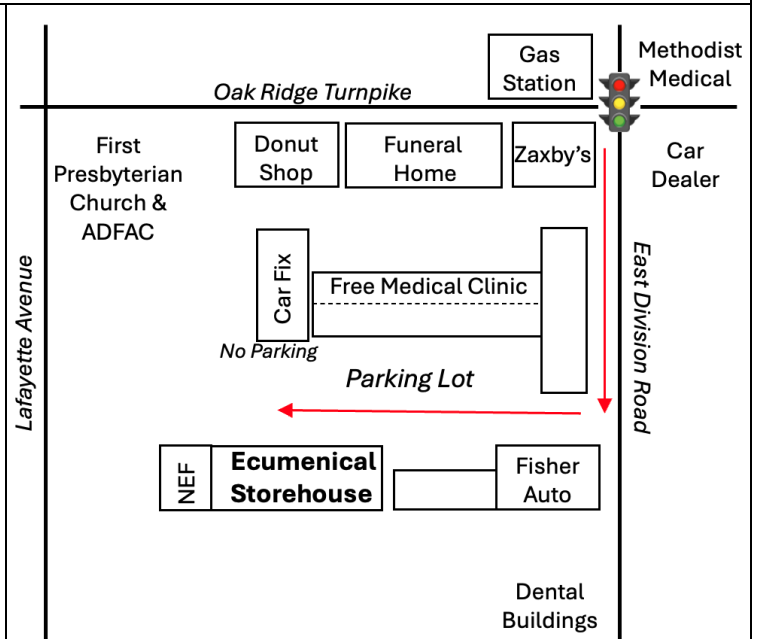 Gas
Station
Methodist
Medical
Oak Ridge Turnpike
First
Presbyterian
Church &
ADFAC
Donut
Shop
Funeral
Home
Zaxby's
Car
Dealer
Lafayette Avenue
Car Fix
Free Medical Clinic
East Division Road
No Parking
Parking Lot
NEF
Ecumenical
Storehouse
Fisher
Auto
Dental
Buildings